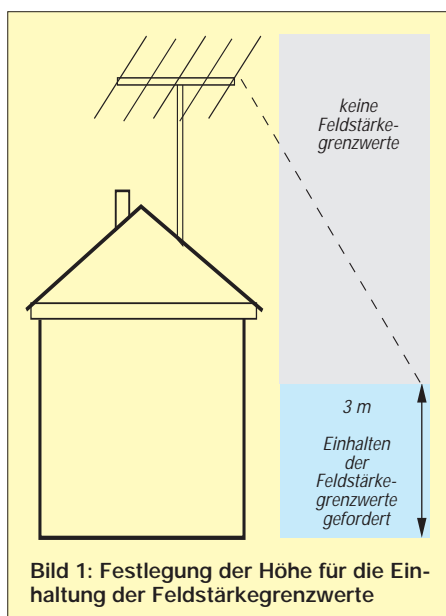 keine
Feldstärke-
grenzwerte
3 m
Einhalten
der
Feldstärke-
grenzwerte
gefordert
Bild 1: Festlegung der Höhe für die Ein-
haltung der Feldstärkegrenzwerte